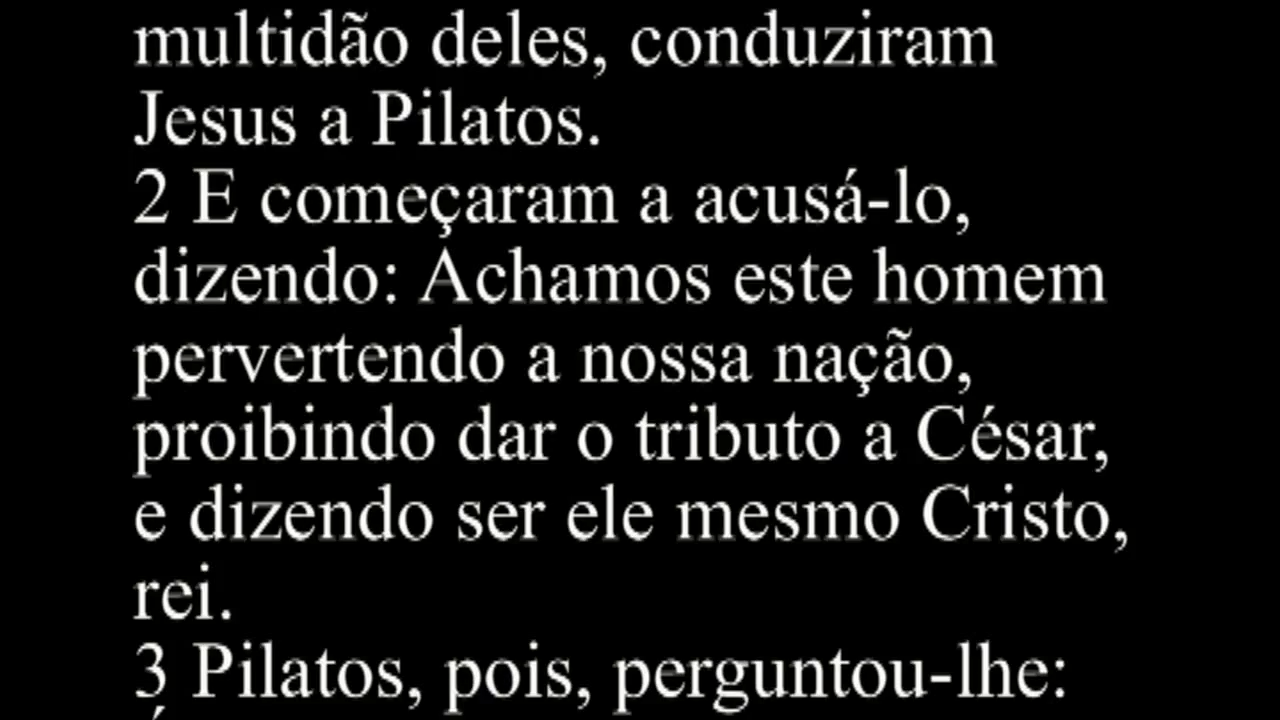 multidão deles, conduziram
Jesus a Pilatos.
2 E começaram a acusá-lo,
dizendo: Achamos este homem
pervertendo a nossa nação,
proibindo dar o tributo a César,
e dizendo ser ele mesmo Cristo,
rei.
3 Pilatos, pois, perguntou-lhe: